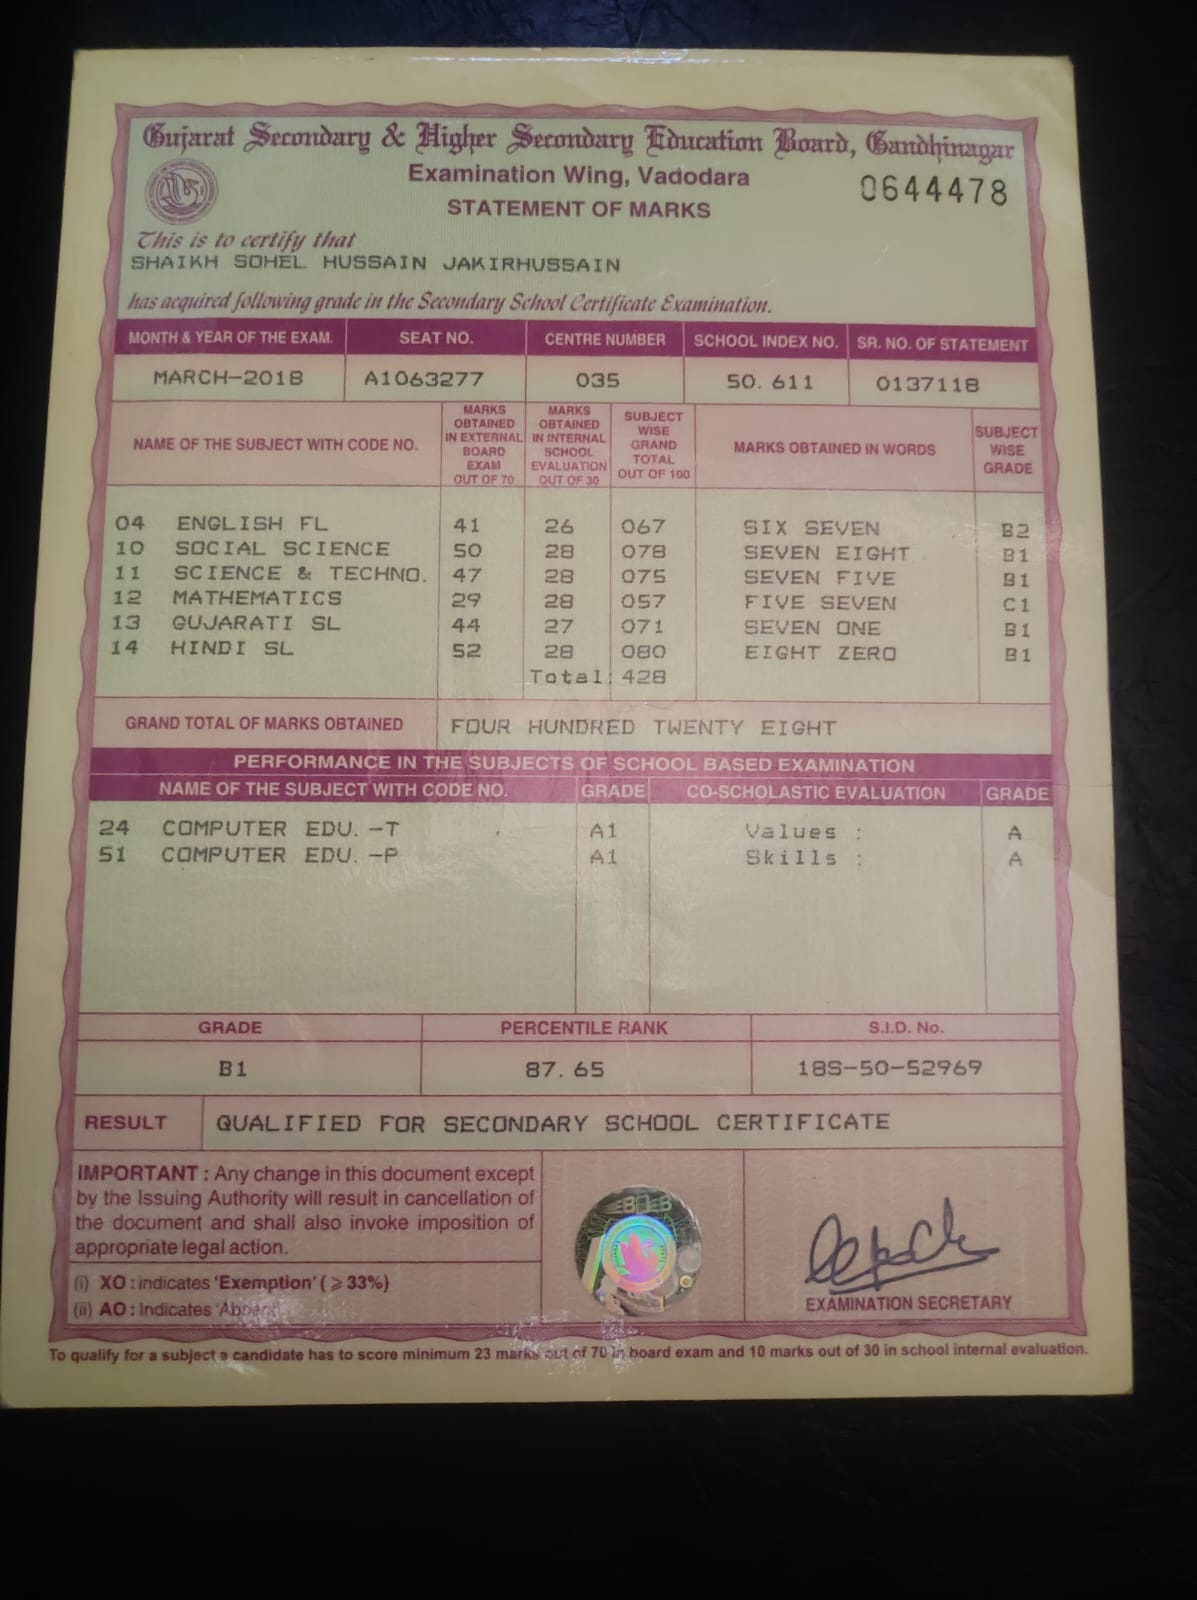 Gujarat Secondary & Higher Secondary Education Board, Gandhinagar
Examination Wing, Vadodara
0644478
STATEMENT OF MARKS
This is to certify that
SHAIKH SOHEL HUSSAIN JAKIRHUSSAIN
has acquired following grade in the Secondary School Certificate Examination.
MONTH & YEAR OF THE EXAM. SEAT NO. CENTRE NUMBER SCHOOL INDEX NO. SR. NO. OF STATEMENT
MARCH-2018 A1063277 035 50. 611 0137118
NAME OF THE SUBJECT WITH CODE NO. MARKS OBTAINED IN EXTERNAL BOARD EXAM OUT OF 70 MARKS OBTAINED IN INTERNAL SCHOOL EVALUATION OUT OF 30 SUBJECT WISE GRAND TOTAL OUT OF 100 MARKS OBTAINED IN WORDS SUBJECT WISE GRADE
04 ENGLISH FL 41 26 067 SIX SEVEN B2
10 SOCIAL SCIENCE 50 28 078 SEVEN EIGHT B1
11 SCIENCE & TECHNO. 47 28 075 SEVEN FIVE B1
12 MATHEMATICS 29 28 057 FIVE SEVEN C1
13 GUJARATI SL 44 27 071 SEVEN ONE B1
14 HINDI SL 52 28 080 EIGHT ZERO B1
Total: 428
GRAND TOTAL OF MARKS OBTAINED FOUR HUNDRED TWENTY EIGHT
PERFORMANCE IN THE SUBJECTS OF SCHOOL BASED EXAMINATION
NAME OF THE SUBJECT WITH CODE NO. GRADE CO-SCHOLASTIC EVALUATION GRADE
24 COMPUTER EDU. -T A1 Values : A
51 COMPUTER EDU. -P A1 Skills : A
GRADE PERCENTILE RANK S.I.D. No.
B1 87. 65 18S-50-52969
RESULT QUALIFIED FOR SECONDARY SCHOOL CERTIFICATE
IMPORTANT : Any change in this document except
by the Issuing Authority will result in cancellation of
the document and shall also invoke imposition of
appropriate legal action.
(i) XO : indicates 'Exemption' ( ⩾ 33%)
(ii) AO : Indicates 'Absent'
EXAMINATION SECRETARY
To qualify for a subject a candidate has to score minimum 23 marks out of 70 in board exam and 10 marks out of 30 in school internal evaluation.